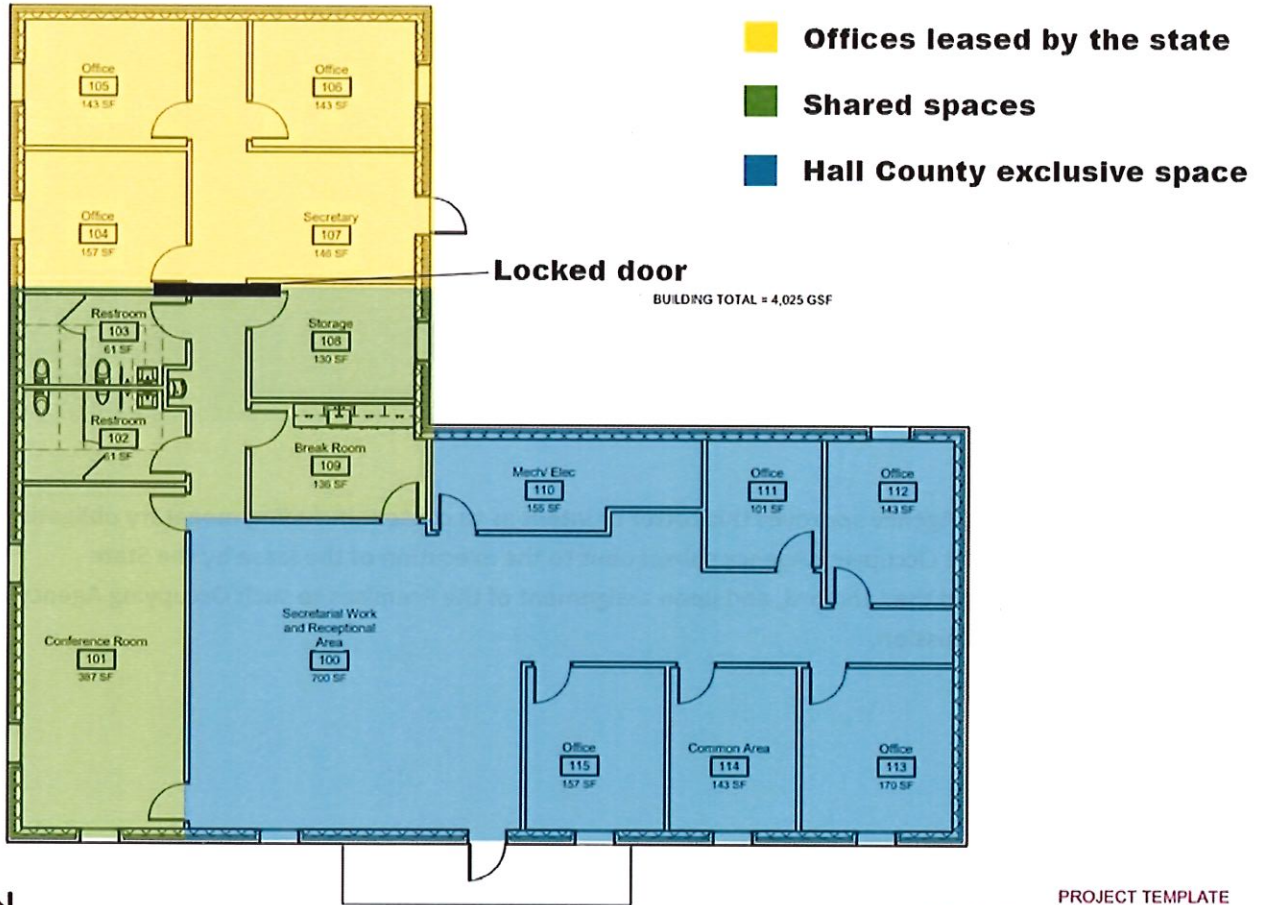 Offices leased by the state
Shared spaces
Hall County exclusive space
Office
105
143 SF
Office
106
143 SF
Office
104
157 SF
Secretary
107
146 SF
Locked door
BUILDING TOTAL = 4,025 GSF
Restroom
103
61 SF
Storage
108
130 SF
Restroom
102
61 SF
Break Room
109
136 SF
Mech/ Elec
110
155 SF
Office
111
101 SF
Office
112
143 SF
Conference Room
101
387 SF
Secretarial Work
and Receptional
Area
100
700 SF
Office
115
157 SF
Common Area
114
143 SF
Office
113
170 SF
PROJECT TEMPLATE